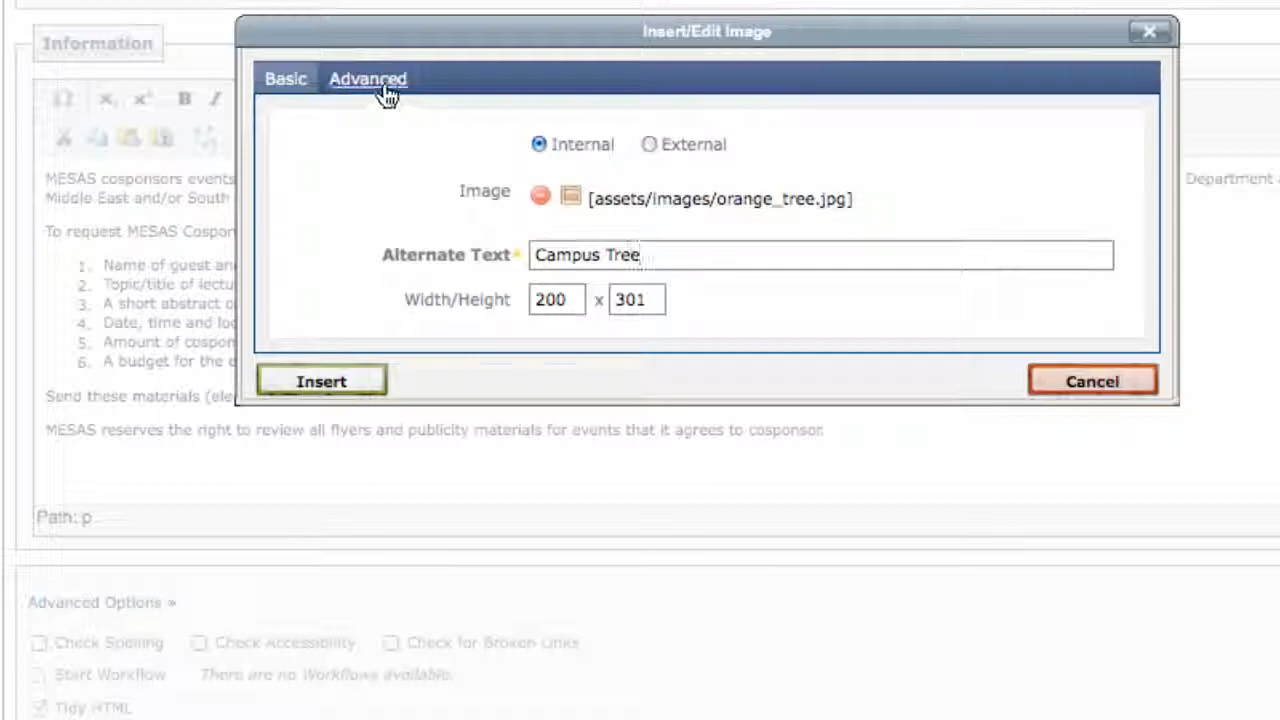 Insert/Edit Image
Information
Basic Advanced
Internal External
Image [assets/images/orange_tree.jpg]
Alternate Text* Campus Tree
Width/Height 200 x 301
Insert Cancel
B I
MESAS cosponsors events Department
Middle East and/or South
To request MESAS Cospon
1. Name of guest an
2. Topic/title of lectu
3. A short abstract o
4. Date, time and loc
5. Amount of cospon
6. A budget for the e
Send these materials (ele
MESAS reserves the right to review all flyers and publicity materials for events that it agrees to cosponsor.
Path: p
Advanced Options »
Check Spelling Check Accessibility Check for Broken Links
Start Workflow There are no Workflows available.
Tidy HTML